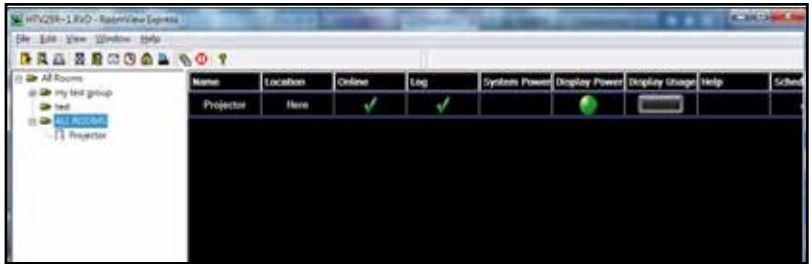 HTV259~1.RVD - RoomView Express
File Edit View Window Help
All Rooms
my test group
test
ALL ROOMS
Projector
Name Location Online Log System Power Display Power Display Usage Help Sched
Projector Here